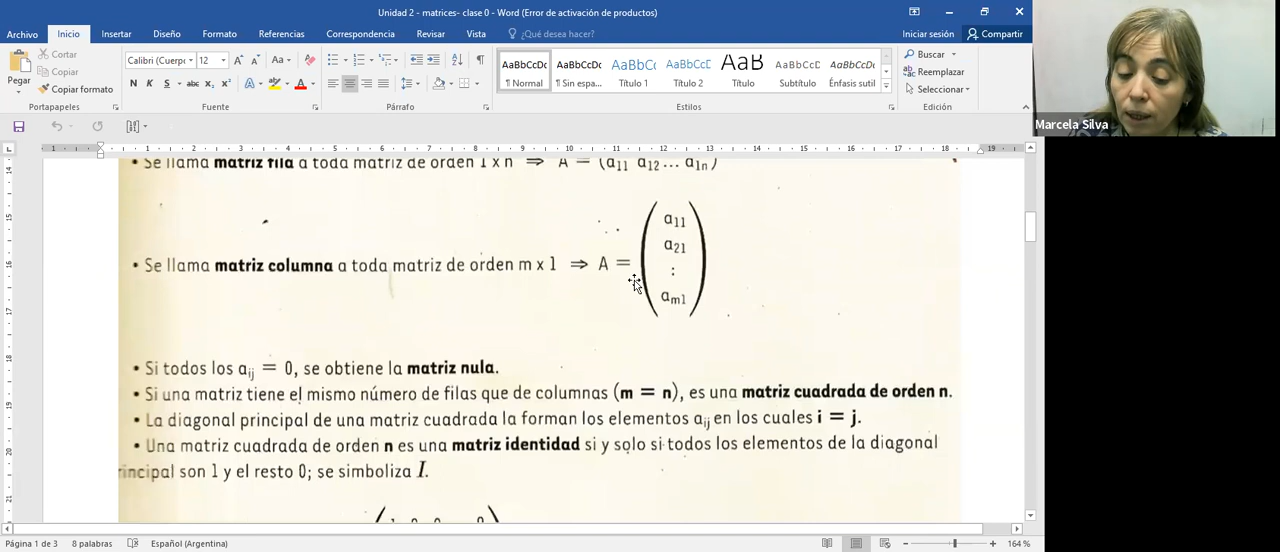 Unidad 2 - matrices- clase 0 - Word (Error de activación de productos)
Archivo Inicio Insertar Diseño Formato Referencias Correspondencia Revisar Vista ¿Qué desea hacer? Iniciar sesión Compartir
Pegar
Cortar
Copiar
Copiar formato
Portapapeles
Calibri (Cuerpo 12
N K S abc
Fuente
Párrafo
AaBbCcDc AaBbCcDc AaBbCc AaBbCcD AaB AaBbCcD AaBbCcDc
¶ Normal ¶ Sin espa... Título 1 Título 2 Título Subtítulo Énfasis sutil
Estilos
Buscar
Reemplazar
Seleccionar
Edición
Marcela Silva
• Se llama matriz fila a toda matriz de orden 1 x n ⇒ A = (a11 a12 ... a1n)
• Se llama matriz columna a toda matriz de orden m x 1 ⇒ A =
a11
a21
:
am1
• Si todos los aij = 0, se obtiene la matriz nula.
• Si una matriz tiene el mismo número de filas que de columnas (m = n), es una matriz cuadrada de orden n.
• La diagonal principal de una matriz cuadrada la forman los elementos aij en los cuales i = j.
• Una matriz cuadrada de orden n es una matriz identidad si y solo si todos los elementos de la diagonal
rincipal son 1 y el resto 0; se simboliza I.
Página 1 de 3 8 palabras Español (Argentina) 164 %